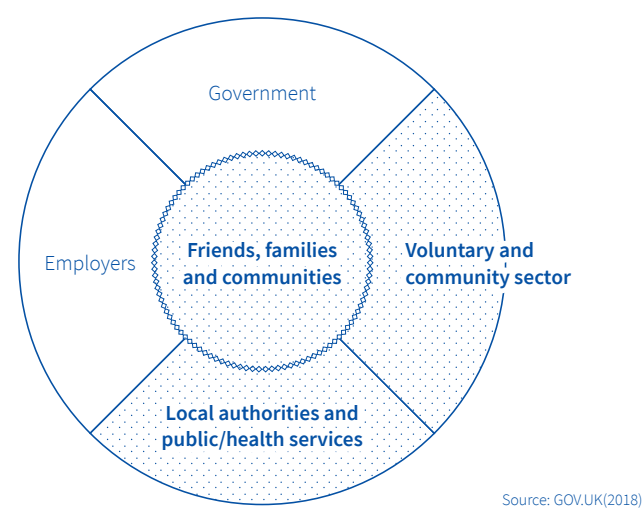 Government
Employers
Friends, families
and communities
Voluntary and
community sector
Local authorities and
public/health services
Source: GOV.UK(2018)